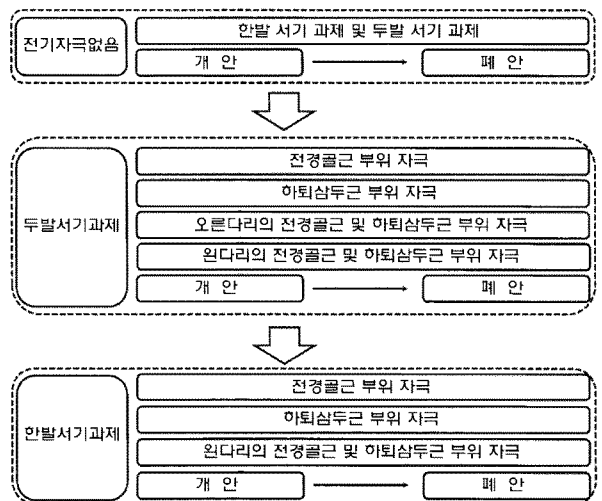 전기자극없음
한발 서기 과제 및 두발 서기 과제
개 안
폐 안
두발서기과제
전경골근 부위 자극
하퇴삼두근 부위 자극
오른다리의 전경골근 및 하퇴삼두근 부위 자극
왼다리의 전경골근 및 하퇴삼두근 부위 자극
개 안
폐 안
한발서기과제
전경골근 부위 자극
하퇴삼두근 부위 자극
왼다리의 전경골근 및 하퇴삼두근 부위 자극
개 안
폐 안